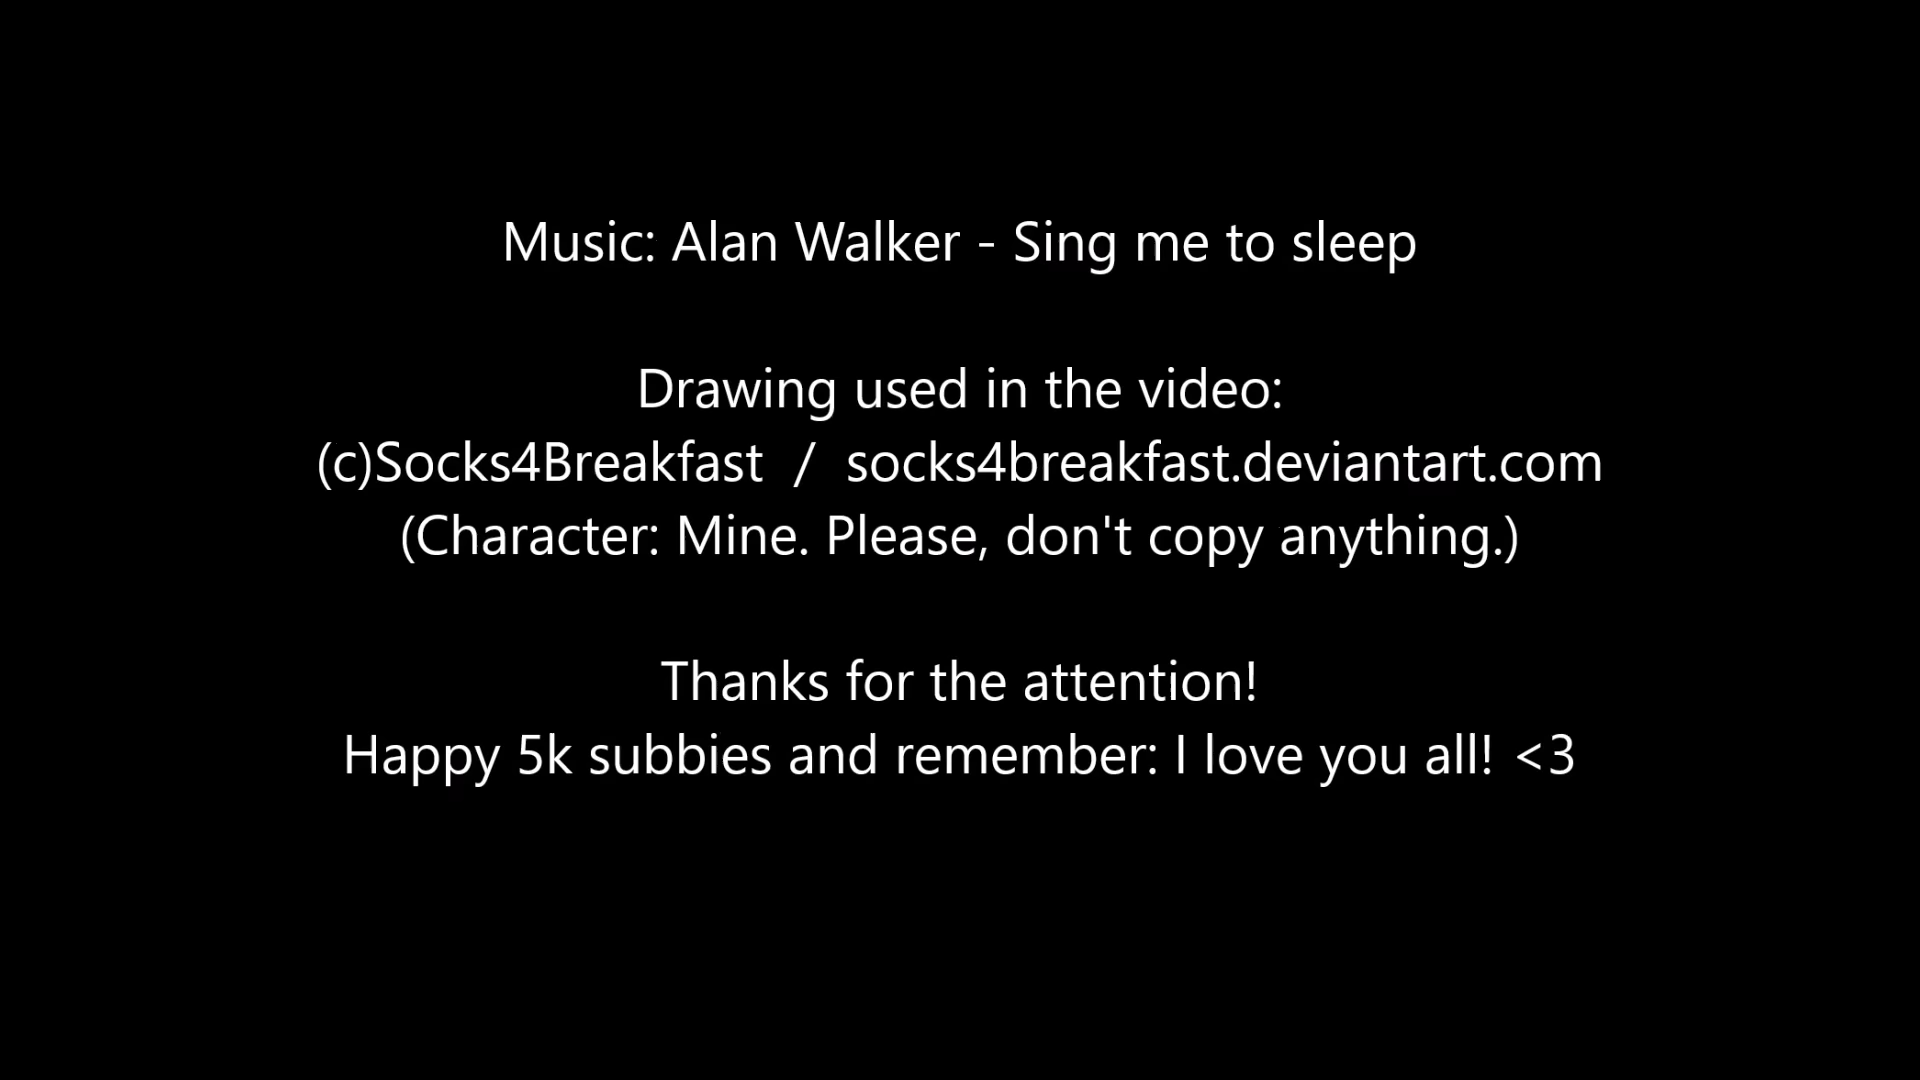 Music: Alan Walker - Sing me to sleep
Drawing used in the video:
(c)Socks4Breakfast  /  socks4breakfast.deviantart.com
(Character: Mine. Please, don't copy anything.)
Thanks for the attention!
Happy 5k subbies and remember: I love you all! <3